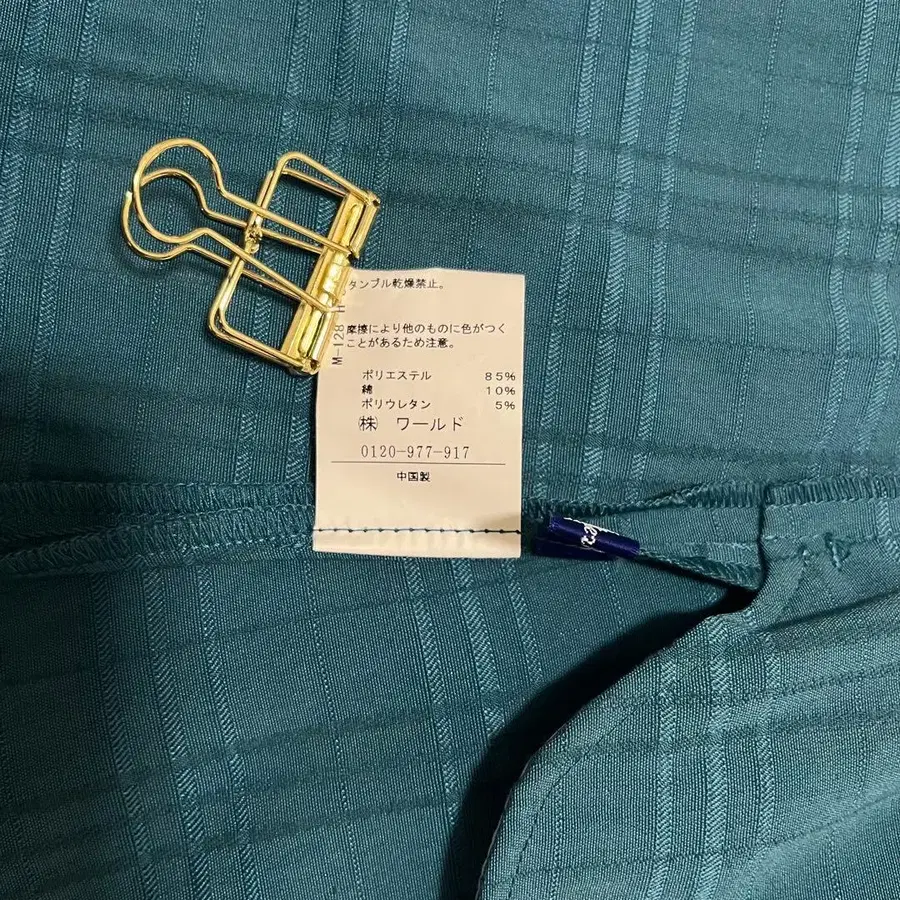 タンブル乾燥禁止。
摩擦により他のものに色がつく
ことがあるため注意。
ポリエステル 85%
綿 10%
ポリウレタン 5%
㈱ ワールド
0120-977-917
中国製
M-128 H